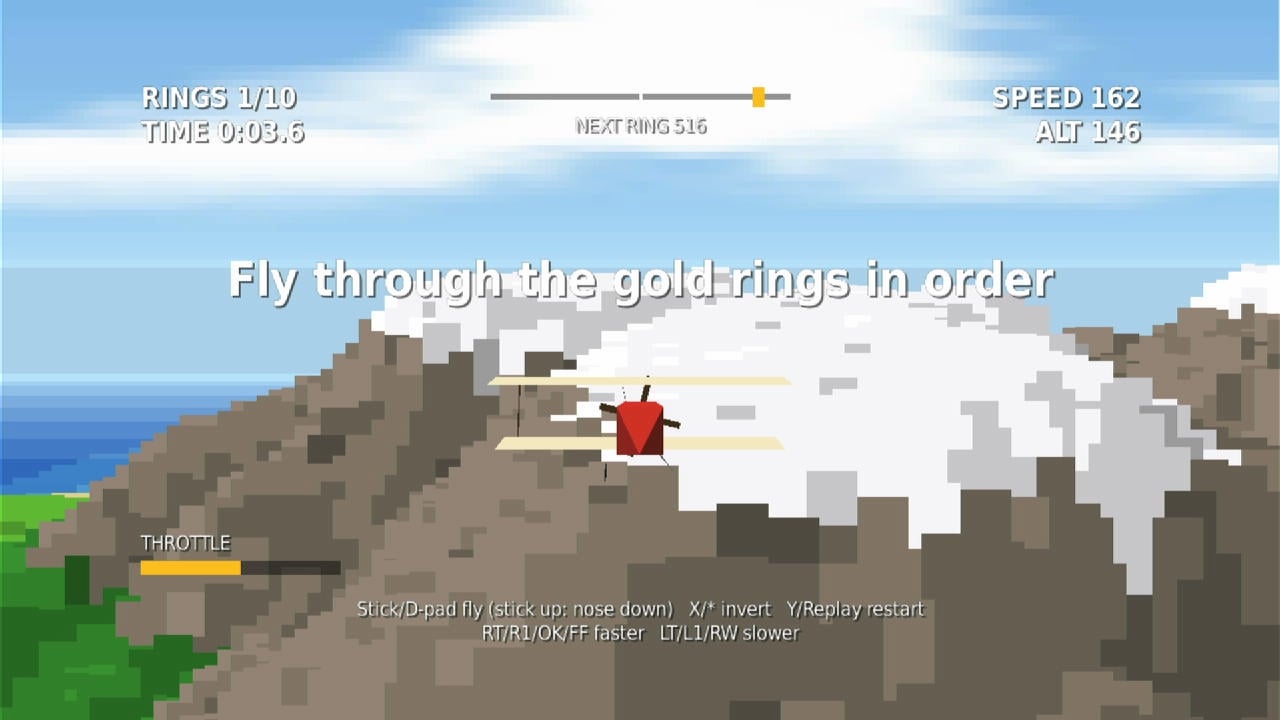 RINGS 1/10
TIME 0:03.6
NEXT RING 516
SPEED 162
ALT 146
Fly through the gold rings in order
THROTTLE
Stick/D-pad fly (stick up: nose down)   X/* invert   Y/Replay restart
RT/R1/OK/FF faster   LT/L1/RW slower